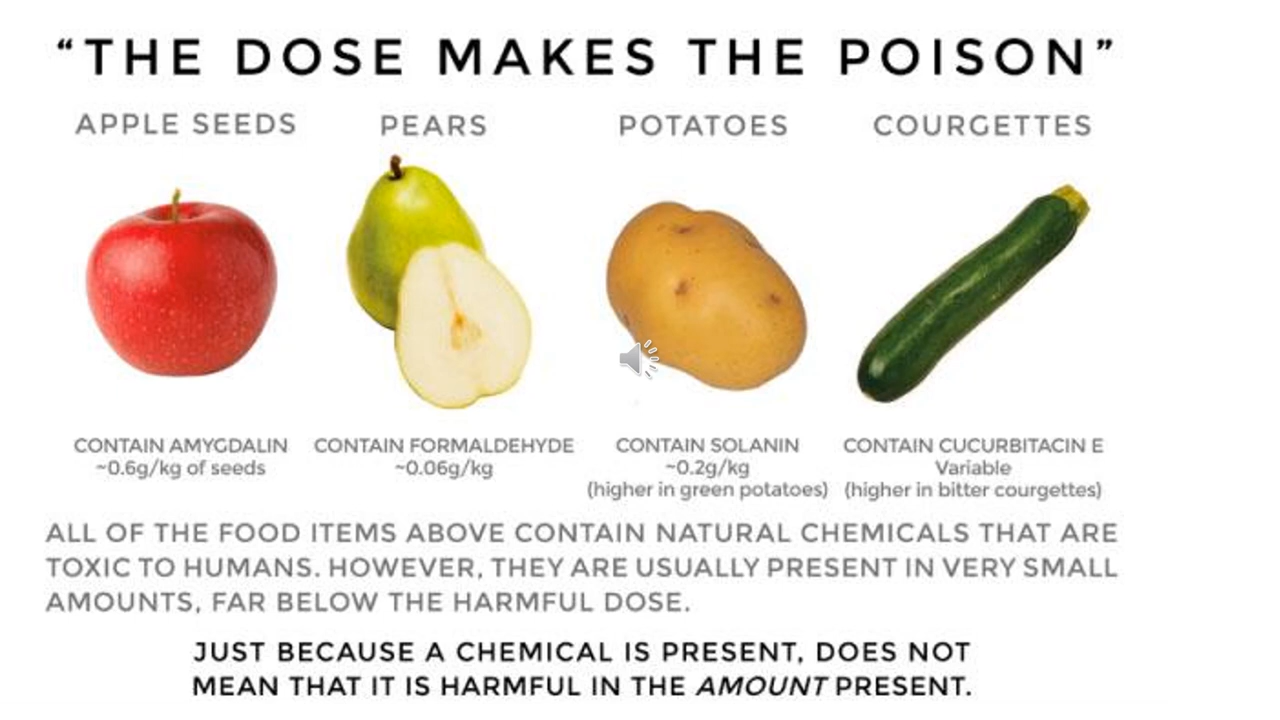 “THE DOSE MAKES THE POISON”
APPLE SEEDS
PEARS
POTATOES
COURGETTES
CONTAIN AMYGDALIN
~0.6g/kg of seeds
CONTAIN FORMALDEHYDE
~0.06g/kg
CONTAIN SOLANIN
~0.2g/kg
(higher in green potatoes)
CONTAIN CUCURBITACIN E
Variable
(higher in bitter courgettes)
ALL OF THE FOOD ITEMS ABOVE CONTAIN NATURAL CHEMICALS THAT ARE
TOXIC TO HUMANS. HOWEVER, THEY ARE USUALLY PRESENT IN VERY SMALL
AMOUNTS, FAR BELOW THE HARMFUL DOSE.
JUST BECAUSE A CHEMICAL IS PRESENT, DOES NOT
MEAN THAT IT IS HARMFUL IN THE AMOUNT PRESENT.